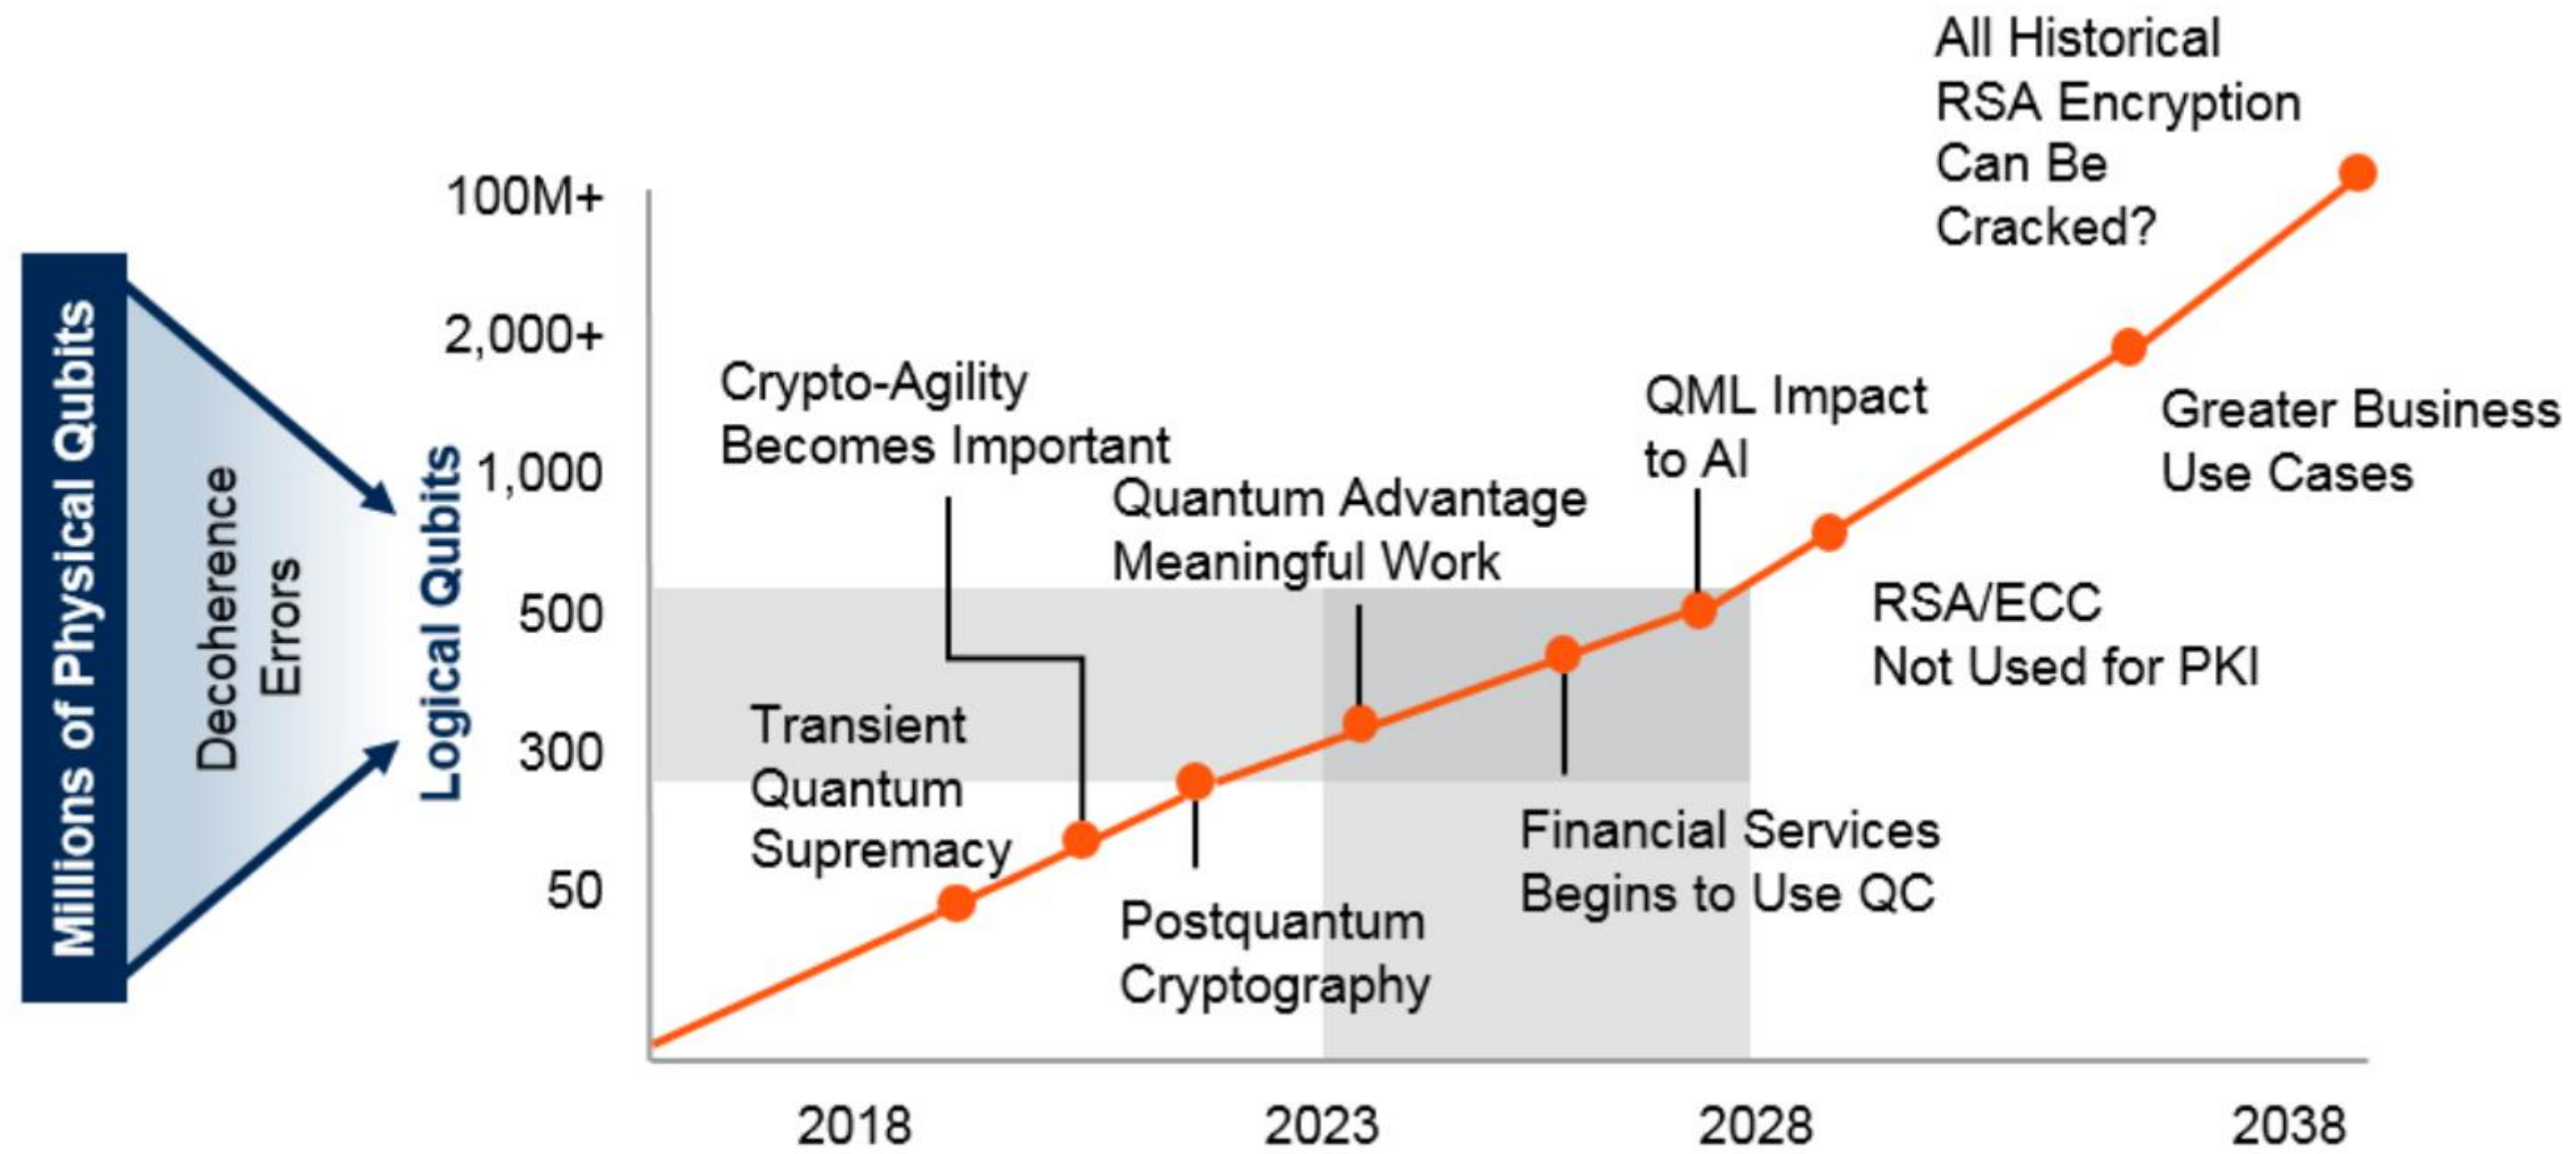 Millions of Physical Qubits
Decoherence
Errors
Logical Qubits
100M+
2,000+
1,000
500
300
50
Crypto-Agility
Becomes Important
Transient
Quantum
Supremacy
Postquantum
Cryptography
Quantum Advantage
Meaningful Work
Financial Services
Begins to Use QC
QML Impact
to AI
RSA/ECC
Not Used for PKI
Greater Business
Use Cases
All Historical
RSA Encryption
Can Be
Cracked?
2018
2023
2028
2038